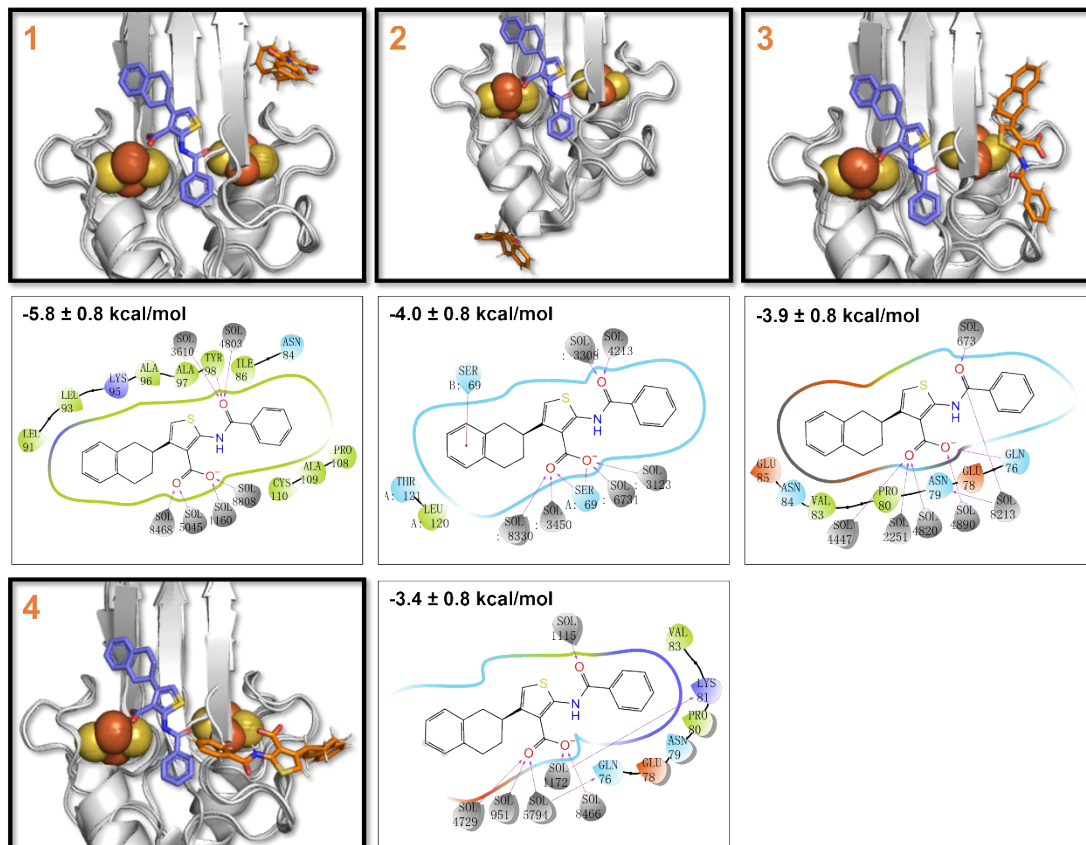 1
2
3
-5.8 ± 0.8 kcal/mol
SOL
3610
SOL
4803
ASN
84
TYR
98
ILE
86
ALA
97
ALA
96
LYS
95
LEU
93
LEU
91
S
O
NH
O
O
-
PRO
108
ALA
109
CYS
110
SOL
8808
SOL
1160
SOL
5045
SOL
8468
-4.0 ± 0.8 kcal/mol
SOL
: 3308
SOL
: 4213
SER
B: 69
S
O
NH
O
O
-
THR
A: 121
LEU
A: 120
SOL
: 8330
SOL
: 3450
SER
A: 69
SOL
: 6731
SOL
: 3123
-3.9 ± 0.8 kcal/mol
SOL
673
O
S
NH
O
O
-
GLN
76
GLU
78
ASN
79
PRO
80
VAL
83
ASN
84
GLU
85
SOL
4447
SOL
2251
SOL
4820
SOL
4890
SOL
8213
4
-3.4 ± 0.8 kcal/mol
SOL
1115
VAL
83
LYS
81
PRO
80
ASN
79
GLU
78
GLN
76
O
S
NH
O
O
-
SOL
1172
SOL
4729
SOL
951
SOL
5794
SOL
8466